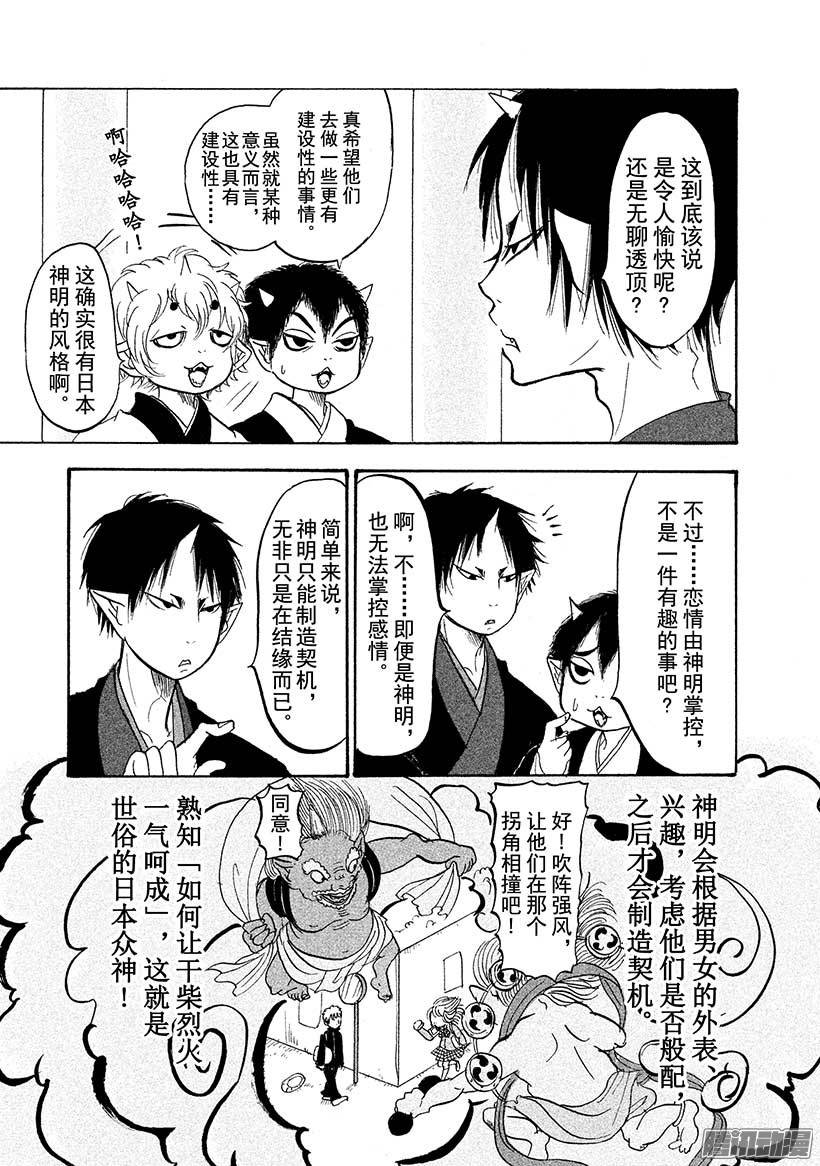 这到底该说
是令人愉快呢？
还是无聊透
顶？
真希望他们
去做一些更有
建设性的事情。
虽然就某种
意义而言，
这也具有
建设性……
啊哈哈哈哈！
这确实很有日本
神明的风格啊。
不过……恋情由神明掌控，
不是一件有趣的事吧？
啊，不……即便是神明，
也无法掌控感情。
简单来说，
神明只能制造契机，
无非只是在结缘而已。
神明会根据男女的外表、
兴趣，考虑他们是否般配，
之后才会制造契机。
好！吹阵强风，
让他们在那个
拐角相撞吧！
同意！
熟知「如何让干柴烈火
一气呵成」，这就是
世俗的日本众神！
腾讯动漫